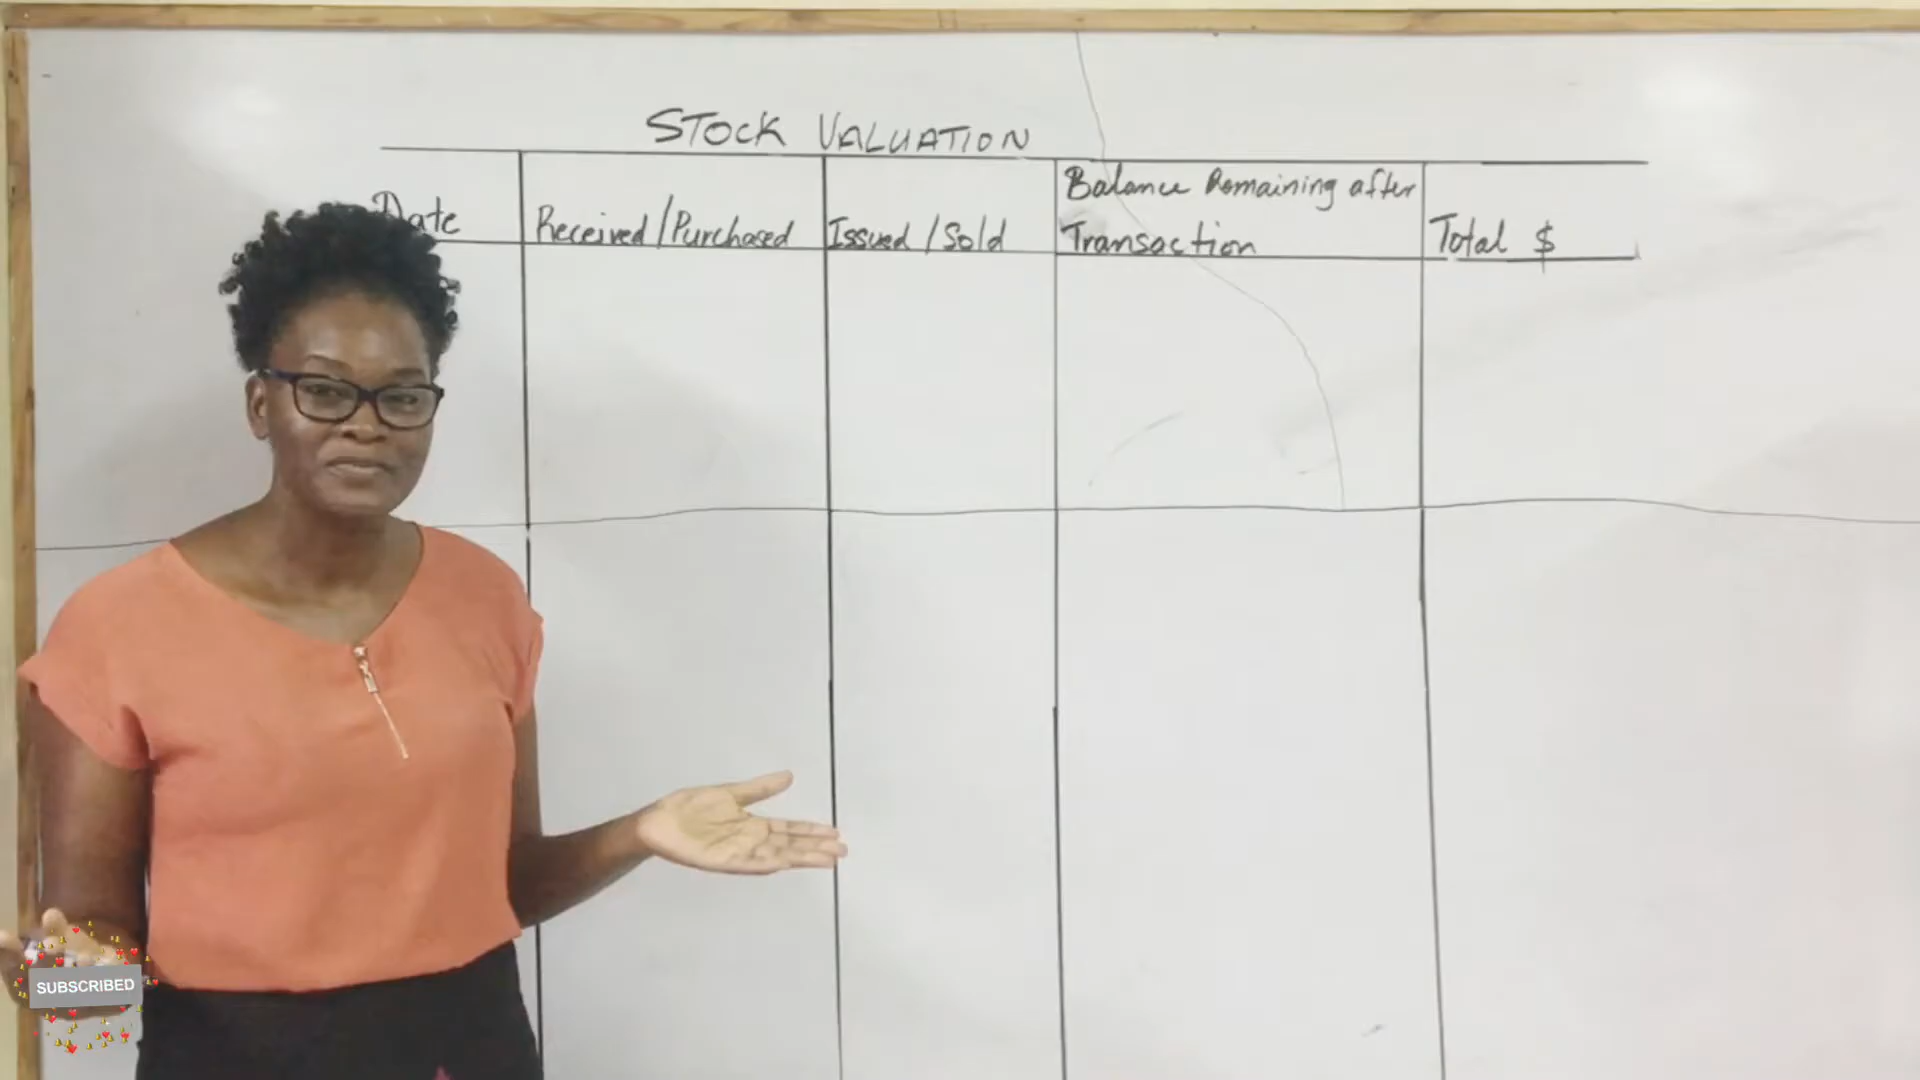 STOCK VALUATION
Date
Received/Purchased
Issued/Sold
Balance Remaining after
Transaction
Total $
SUBSCRIBED